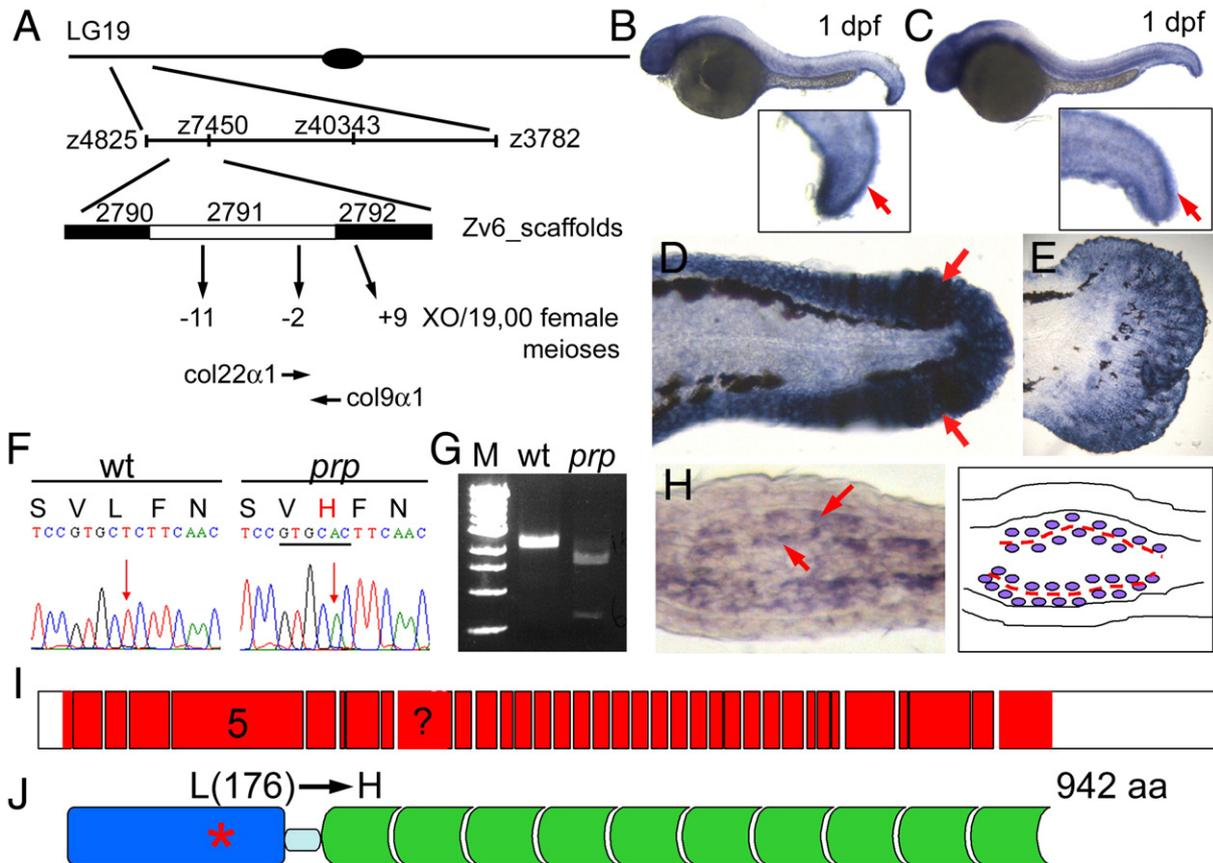 A
LG19
z4825 z7450 z40343 z3782
2790 2791 2792
Zv6_scaffolds
-11 -2 +9 XO/19,00 female
meioses
col22α1
col9α1
B 1 dpf
C 1 dpf
D
E
F wt prp
S V L F N S V H F N
TCCGTGCTCTTCAAC TCCGTGCACTTCAAC
G M wt prp
H
I
5 ?
J L(176) H 942 aa
*